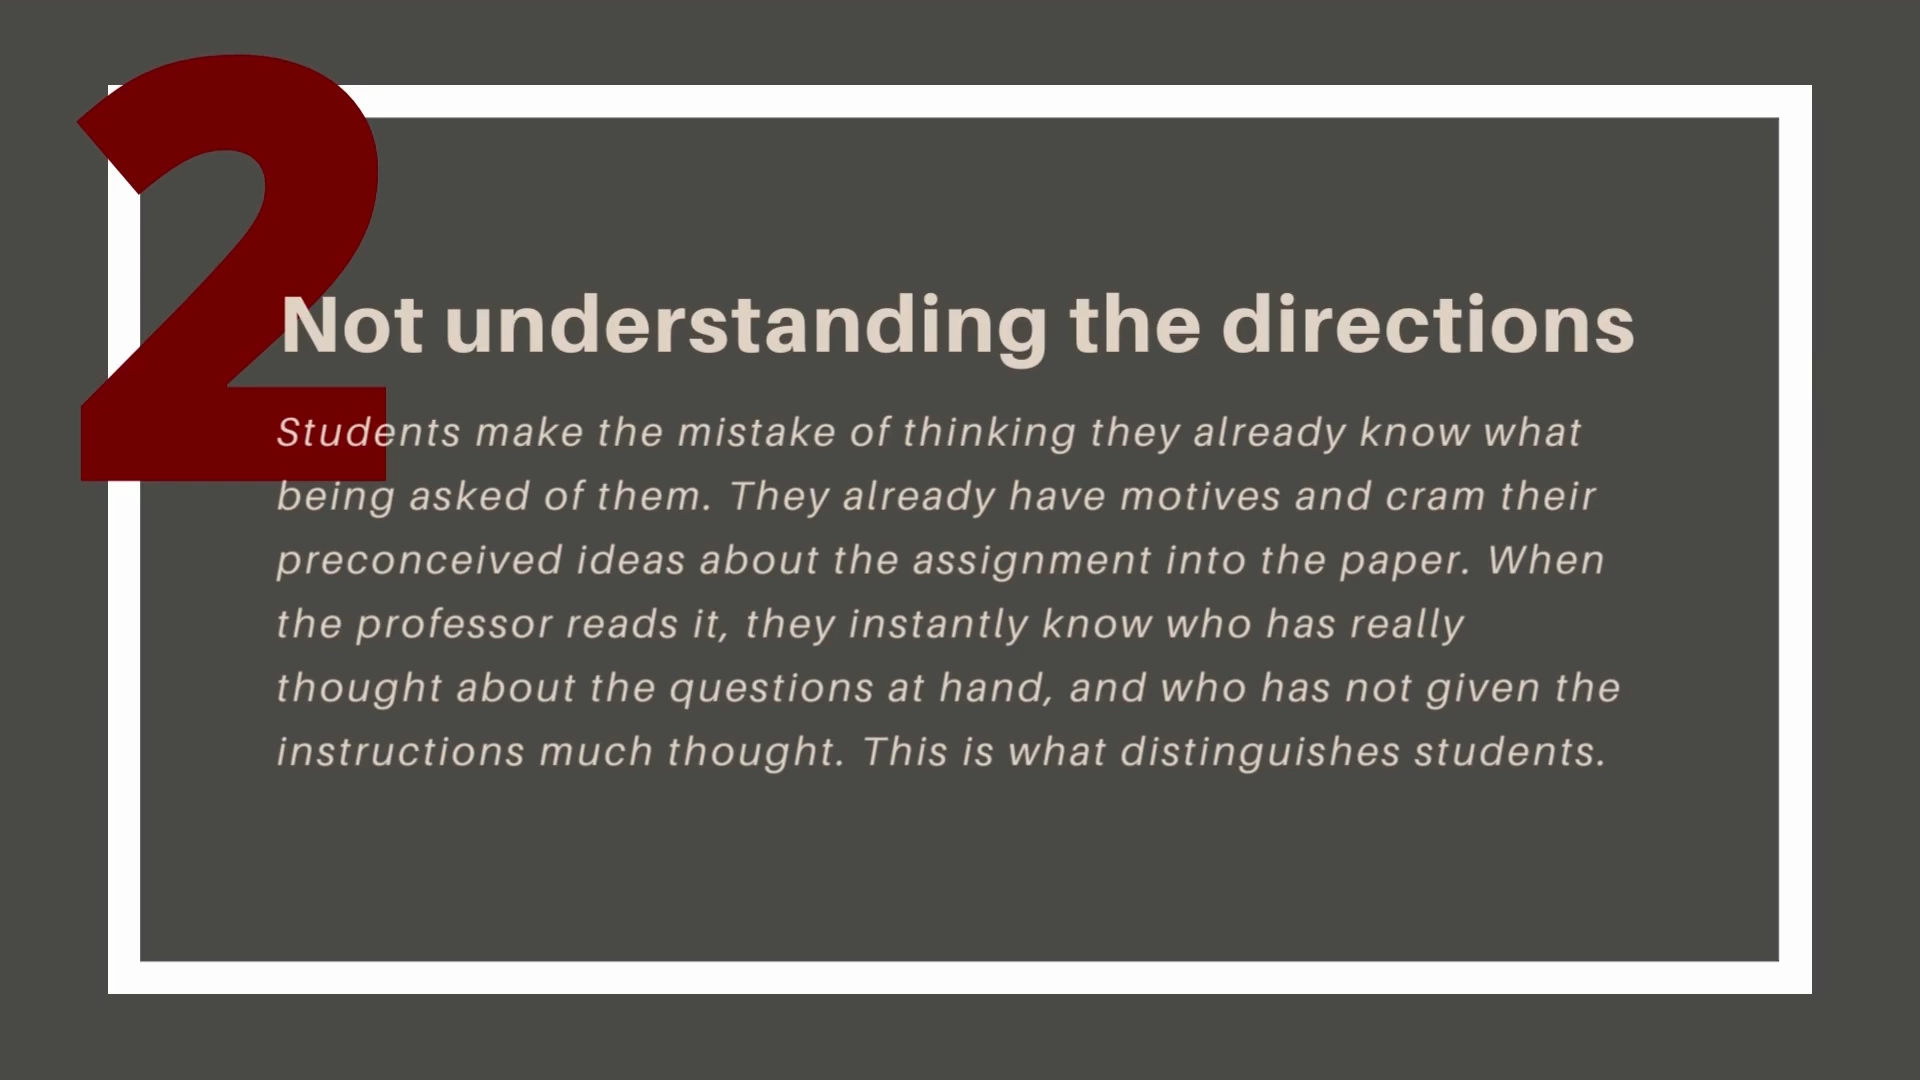 2
Not understanding the directions
Students make the mistake of thinking they already know what
being asked of them. They already have motives and cram their
preconceived ideas about the assignment into the paper. When
the professor reads it, they instantly know who has really
thought about the questions at hand, and who has not given the
instructions much thought. This is what distinguishes students.